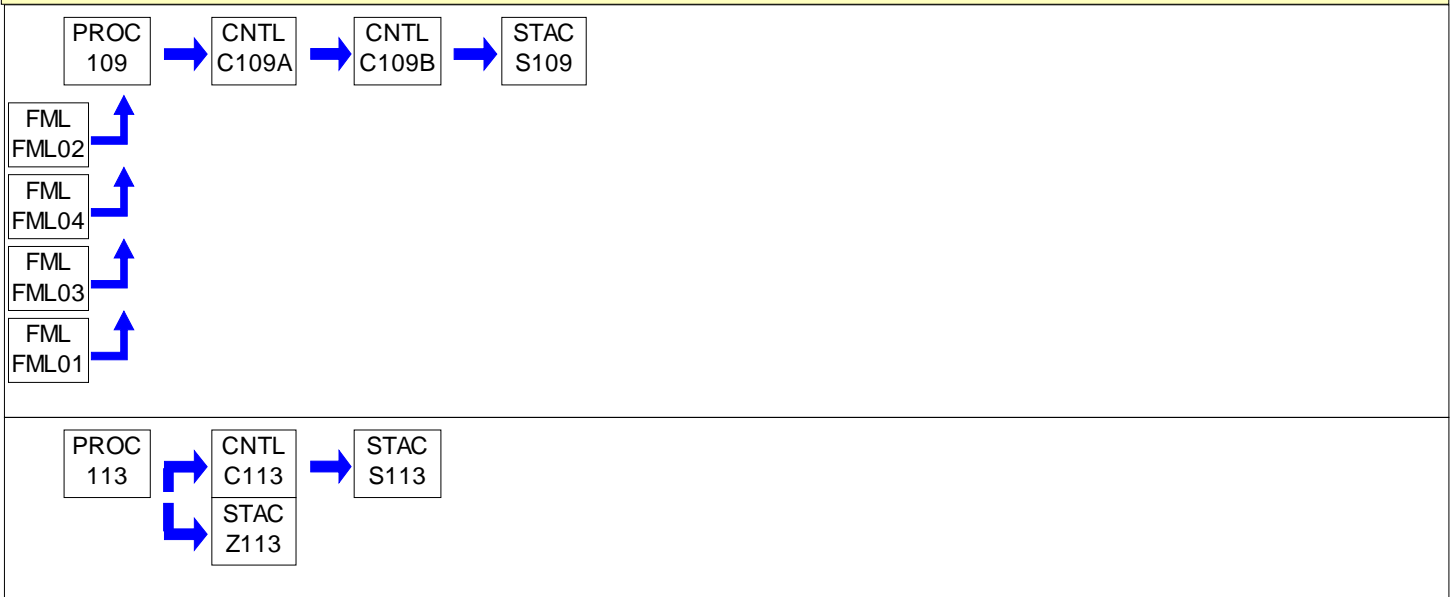 PROC
109
CNTL
C109A
CNTL
C109B
STAC
S109
FML
FML02
FML
FML04
FML
FML03
FML
FML01
PROC
113
CNTL
C113
STAC
S113
STAC
Z113